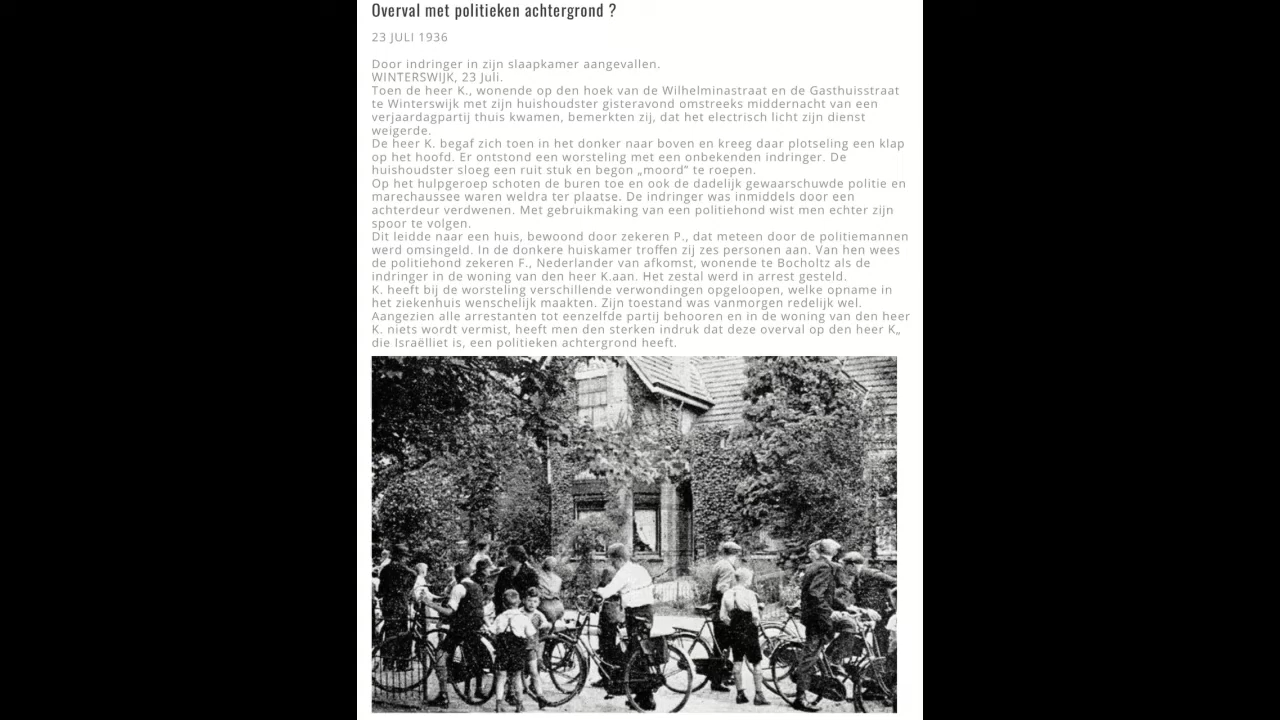 Overval met politieken achtergrond ?
23 JULI 1936
Door indringer in zijn slaapkamer aangevallen.
WINTERSWIJK, 23 Juli.
Toen de heer K., wonende op den hoek van de Wilhelminastraat en de Gasthuisstraat
te Winterswijk met zijn huishoudster gisteravond omstreeks middernacht van een
verjaardagpartij thuis kwamen, bemerkten zij, dat het electrisch licht zijn dienst
weigerde.
De heer K. begaf zich toen in het donker naar boven en kreeg daar plotseling een klap
op het hoofd. Er ontstond een worsteling met een onbekenden indringer. De
huishoudster sloeg een ruit stuk en begon „moord“ te roepen.
Op het hulpgeroep schoten de buren toe en ook de dadelijk gewaarschuwde politie en
marechaussee waren weldra ter plaatse. De indringer was inmiddels door een
achterdeur verdwenen. Met gebruikmaking van een politiehond wist men echter zijn
spoor te volgen.
Dit leidde naar een huis, bewoond door zekeren P., dat meteen door de politiemannen
werd omsingeld. In de donkere huiskamer troffen zij zes personen aan. Van hen wees
de politiehond zekeren F., Nederlander van afkomst, wonende te Bocholtz als de
indringer in de woning van den heer K.aan. Het zestal werd in arrest gesteld.
K. heeft bij de worsteling verschillende verwondingen opgeloopen, welke opname in
het ziekenhuis wenschelijk maakten. Zijn toestand was vanmorgen redelijk wel.
Aangezien alle arrestanten tot eenzelfde partij behooren en in de woning van den heer
K. niets wordt vermist, heeft men den sterken indruk dat deze overval op den heer K„
die Israëlliet is, een politieken achtergrond heeft.